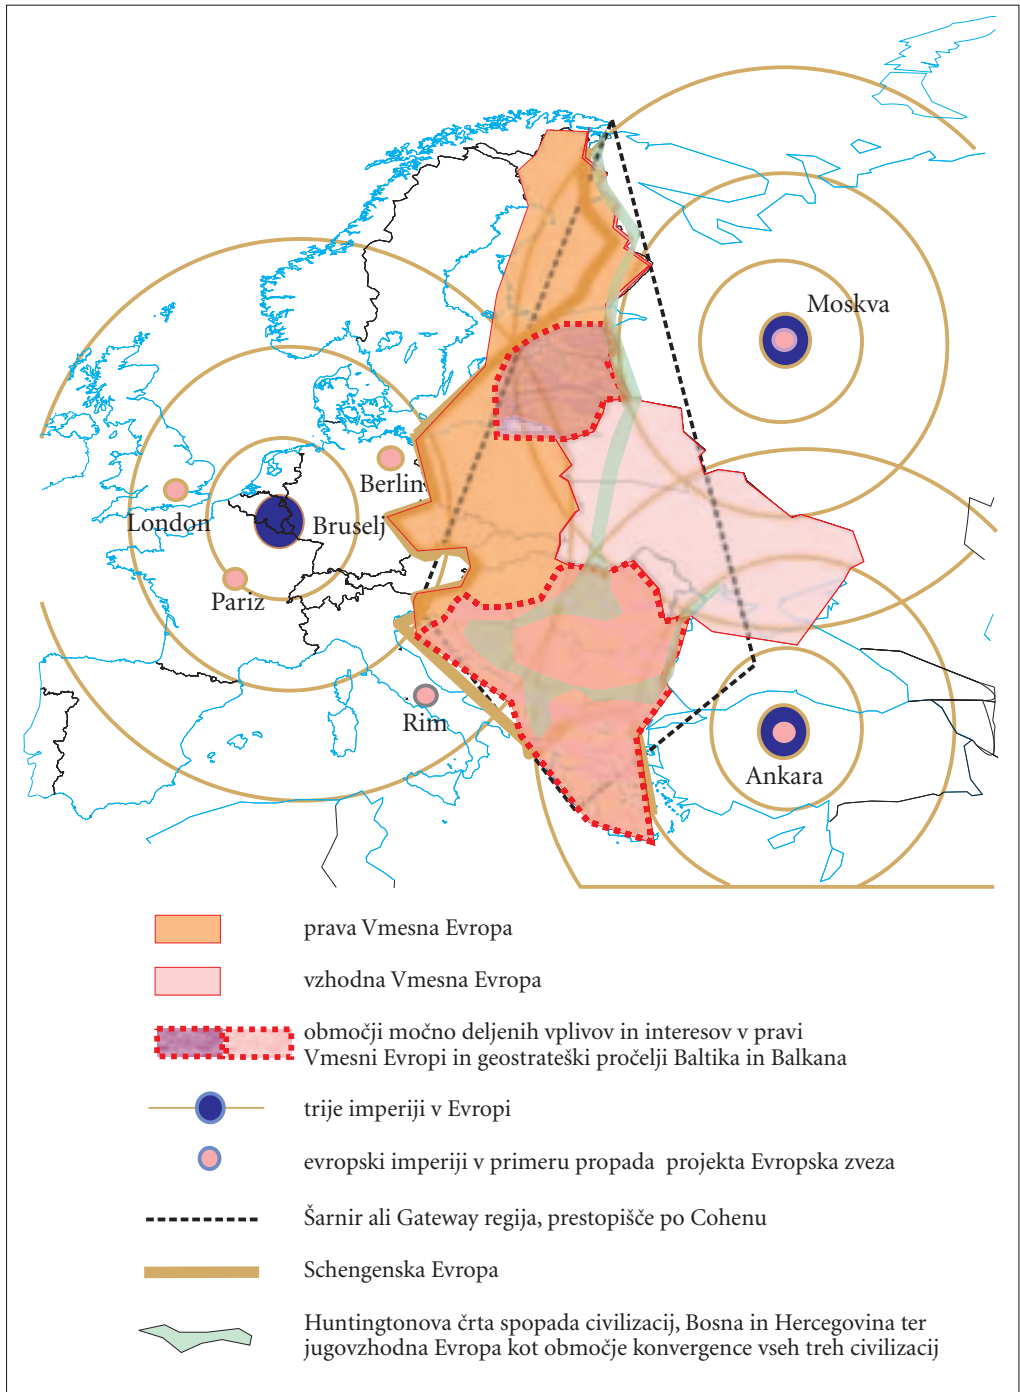 Moskva
Berlin
London
Bruselj
Pariz
Rim
Ankara
prava Vmesna Evropa
vzhodna Vmesna Evropa
območji močno deljenih vplivov in interesov v pravi
Vmesni Evropi in geostrateški pročelji Baltika in Balkana
trije imperiji v Evropi
evropski imperiji v primeru propada projekta Evropska zveza
Šarnir ali Gateway regija, prestopišče po Cohenu
Schengenska Evropa
Huntingtonova črta spopada civilizacij, Bosna in Hercegovina ter
jugovzhodna Evropa kot območje konvergence vseh treh civilizacij